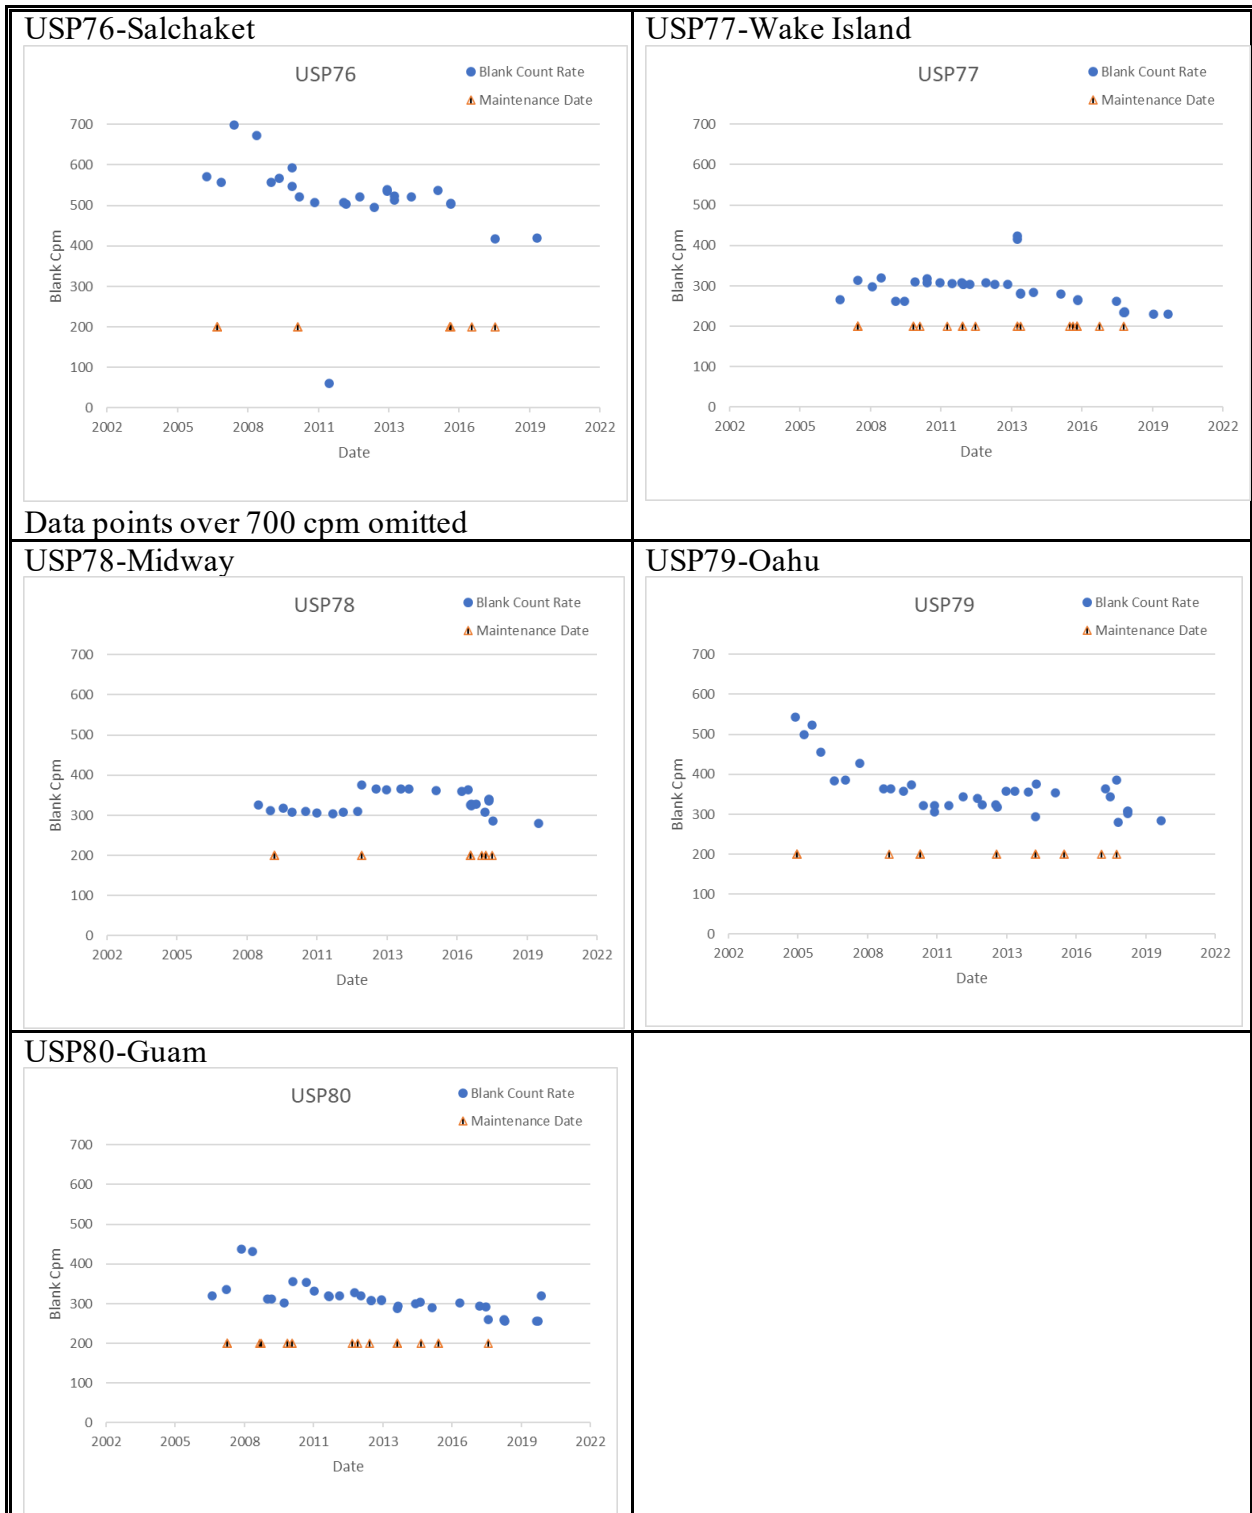 USP76-Salchaket
USP76
Blank Count Rate
Maintenance Date
700
600
500
400
300
200
100
0
Blank Cpm
2002 2005 2008 2011 2013 2016 2019 2022
Date
Data points over 700 cpm omitted
USP77-Wake Island
USP77
Blank Count Rate
Maintenance Date
700
600
500
400
300
200
100
0
Blank Cpm
2002 2005 2008 2011 2013 2016 2019 2022
Date
USP78-Midway
USP78
Blank Count Rate
Maintenance Date
700
600
500
400
300
200
100
0
Blank Cpm
2002 2005 2008 2011 2013 2016 2019 2022
Date
USP79-Oahu
USP79
Blank Count Rate
Maintenance Date
700
600
500
400
300
200
100
0
Blank Cpm
2002 2005 2008 2011 2013 2016 2019 2022
Date
USP80-Guam
USP80
Blank Count Rate
Maintenance Date
700
600
500
400
300
200
100
0
Blank Cpm
2002 2005 2008 2011 2013 2016 2019 2022
Date